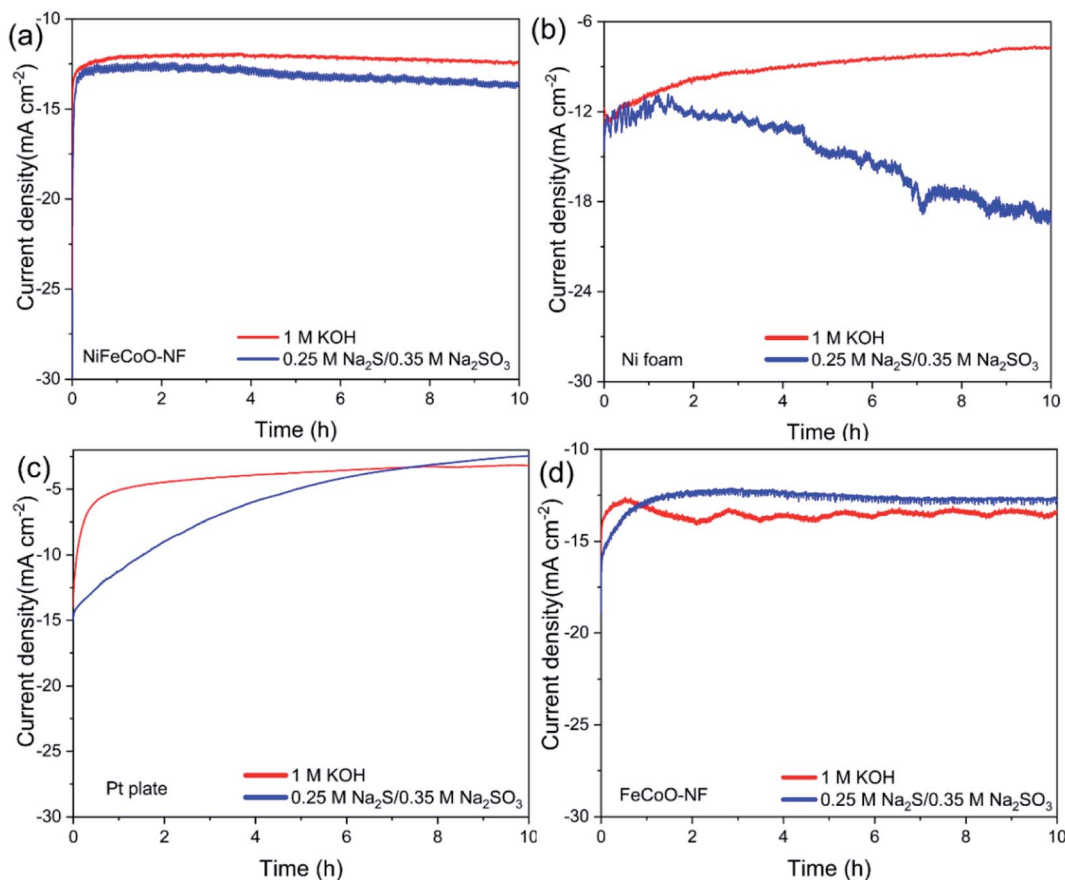 (a)
Current density(mA cm⁻²)
-10
-15
-20
-25
-30
1 M KOH
0.25 M Na₂S/0.35 M Na₂SO₃
NiFeCoO-NF
0 2 4 6 8 10
Time (h)
(b)
Current density(mA cm⁻²)
-6
-12
-18
-24
-30
1 M KOH
0.25 M Na₂S/0.35 M Na₂SO₃
Ni foam
0 2 4 6 8 10
Time (h)
(c)
Current density(mA cm⁻²)
-5
-10
-15
-20
-25
-30
1 M KOH
0.25 M Na₂S/0.35 M Na₂SO₃
Pt plate
0 2 4 6 8 10
Time (h)
(d)
Current density(mA cm⁻²)
-10
-15
-20
-25
-30
1 M KOH
0.25 M Na₂S/0.35 M Na₂SO₃
FeCoO-NF
0 2 4 6 8 10
Time (h)